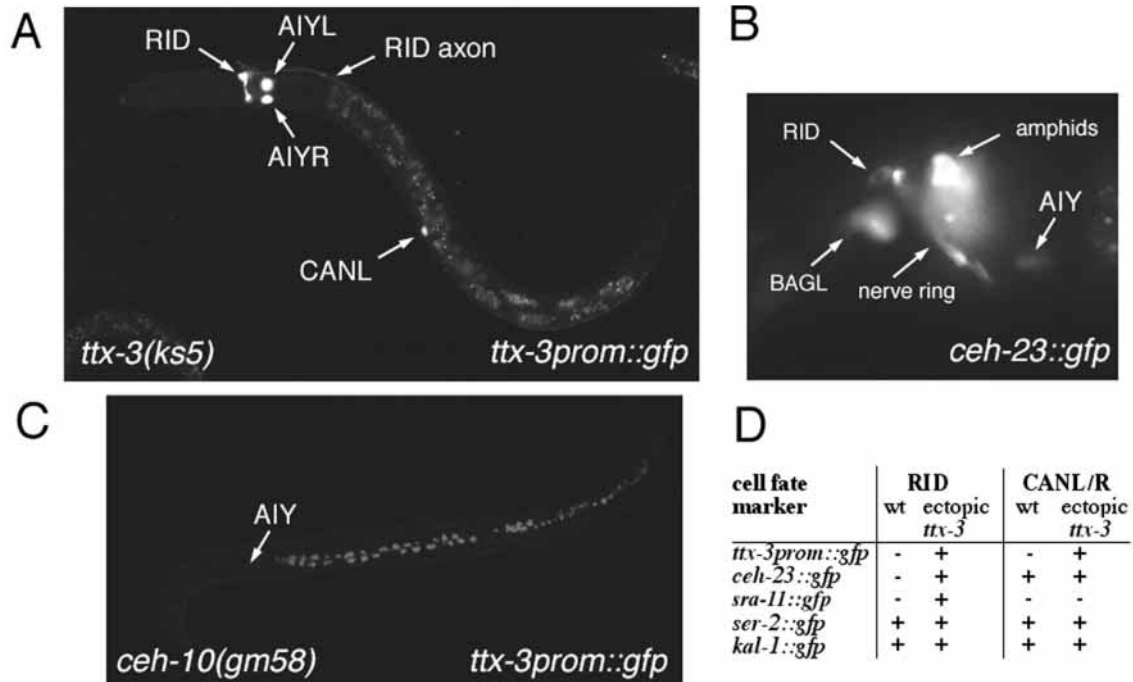 A
RID
AIYL
RID axon
AIYR
CANL
ttx-3(ks5)
ttx-3prom::gfp
B
RID
amphids
AIY
BAGL
nerve ring
ceh-23::gfp
C
AIY
ceh-10(gm58)
ttx-3prom::gfp
D
cell fate marker RID CANL/R
wt ectopic ttx-3 wt ectopic ttx-3
ttx-3prom::gfp - + - +
ceh-23::gfp - + + +
sra-11::gfp - + - -
ser-2::gfp + + + +
kal-1::gfp + + + +